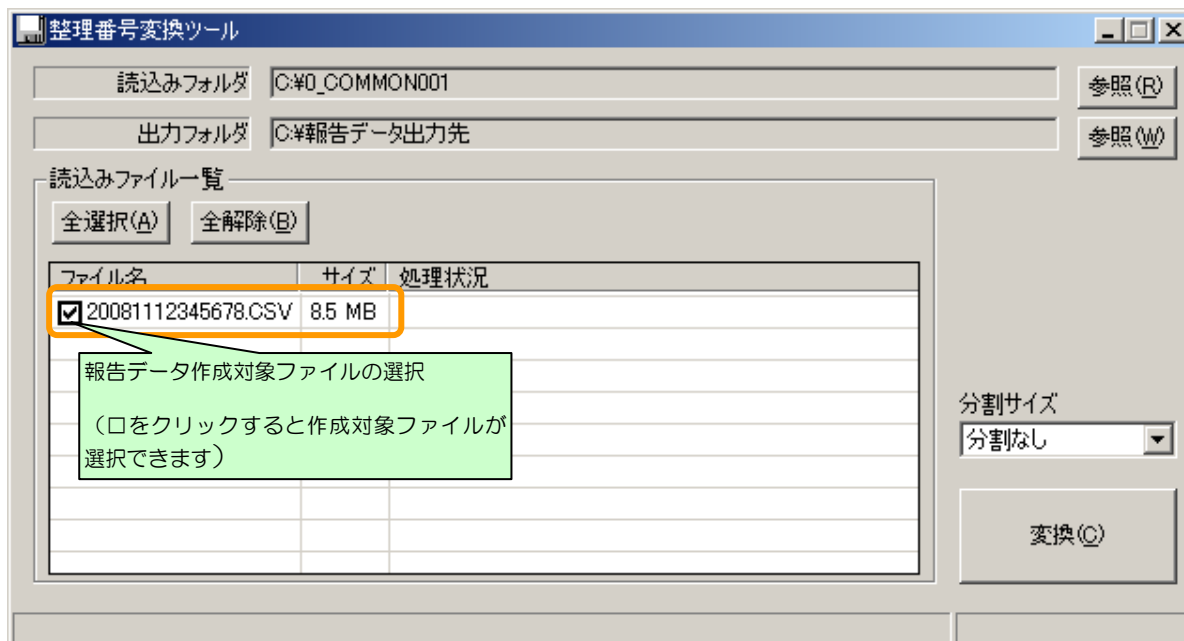 整理番号変換ツール
読込みフォルダ C:¥0_COMMON001 参照(R)
出力フォルダ C:¥報告データ出力先 参照(W)
読込みファイル一覧
全選択(A) 全解除(B)
ファイル名 サイズ 処理状況
20081112345678.CSV 8.5 MB
報告データ作成対象ファイルの選択
（□をクリックすると作成対象ファイルが
選択できます）
分割サイズ
分割なし
変換(C)